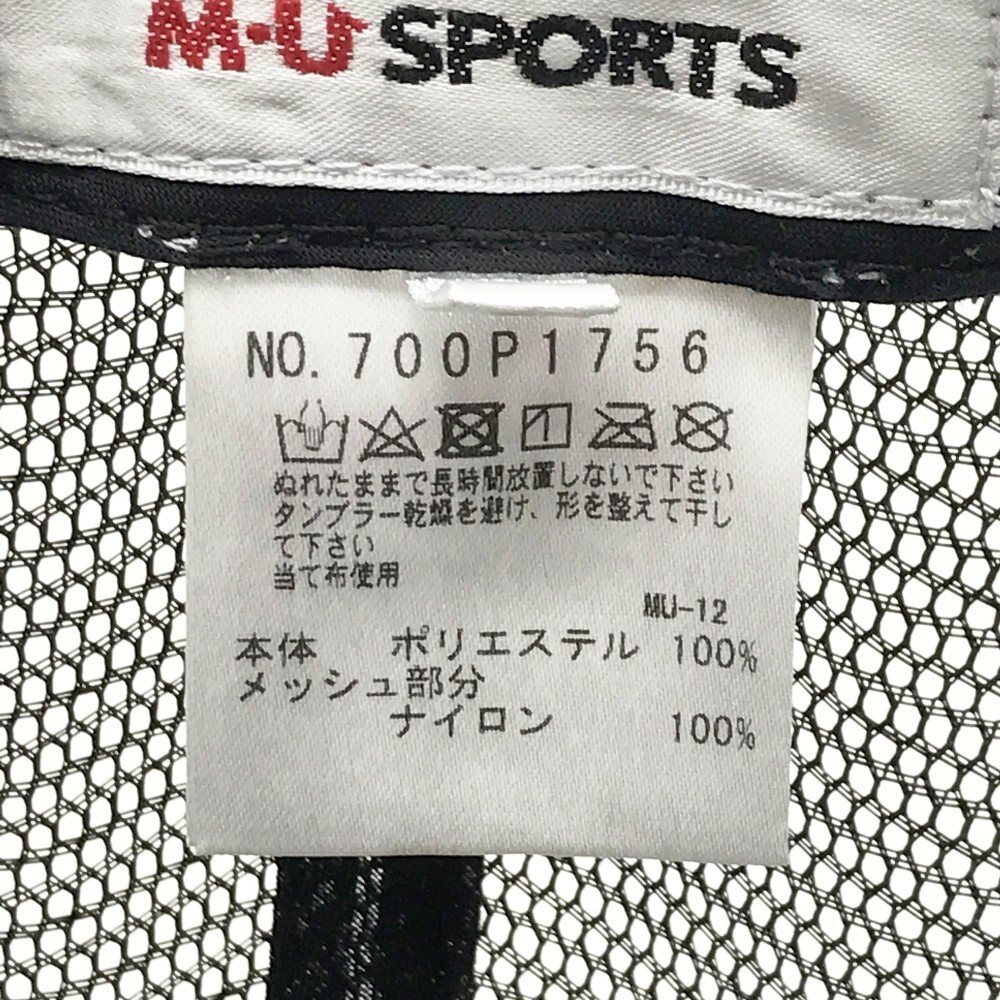 M·U SPORTS
NO. 700P1756
ぬれたままで長時間放置しないで下さい
タンブラー乾燥を避け、形を整えて干し
て下さい
当て布使用
MU-12
本体 ポリエステル 100%
メッシュ部分
ナイロン 100%